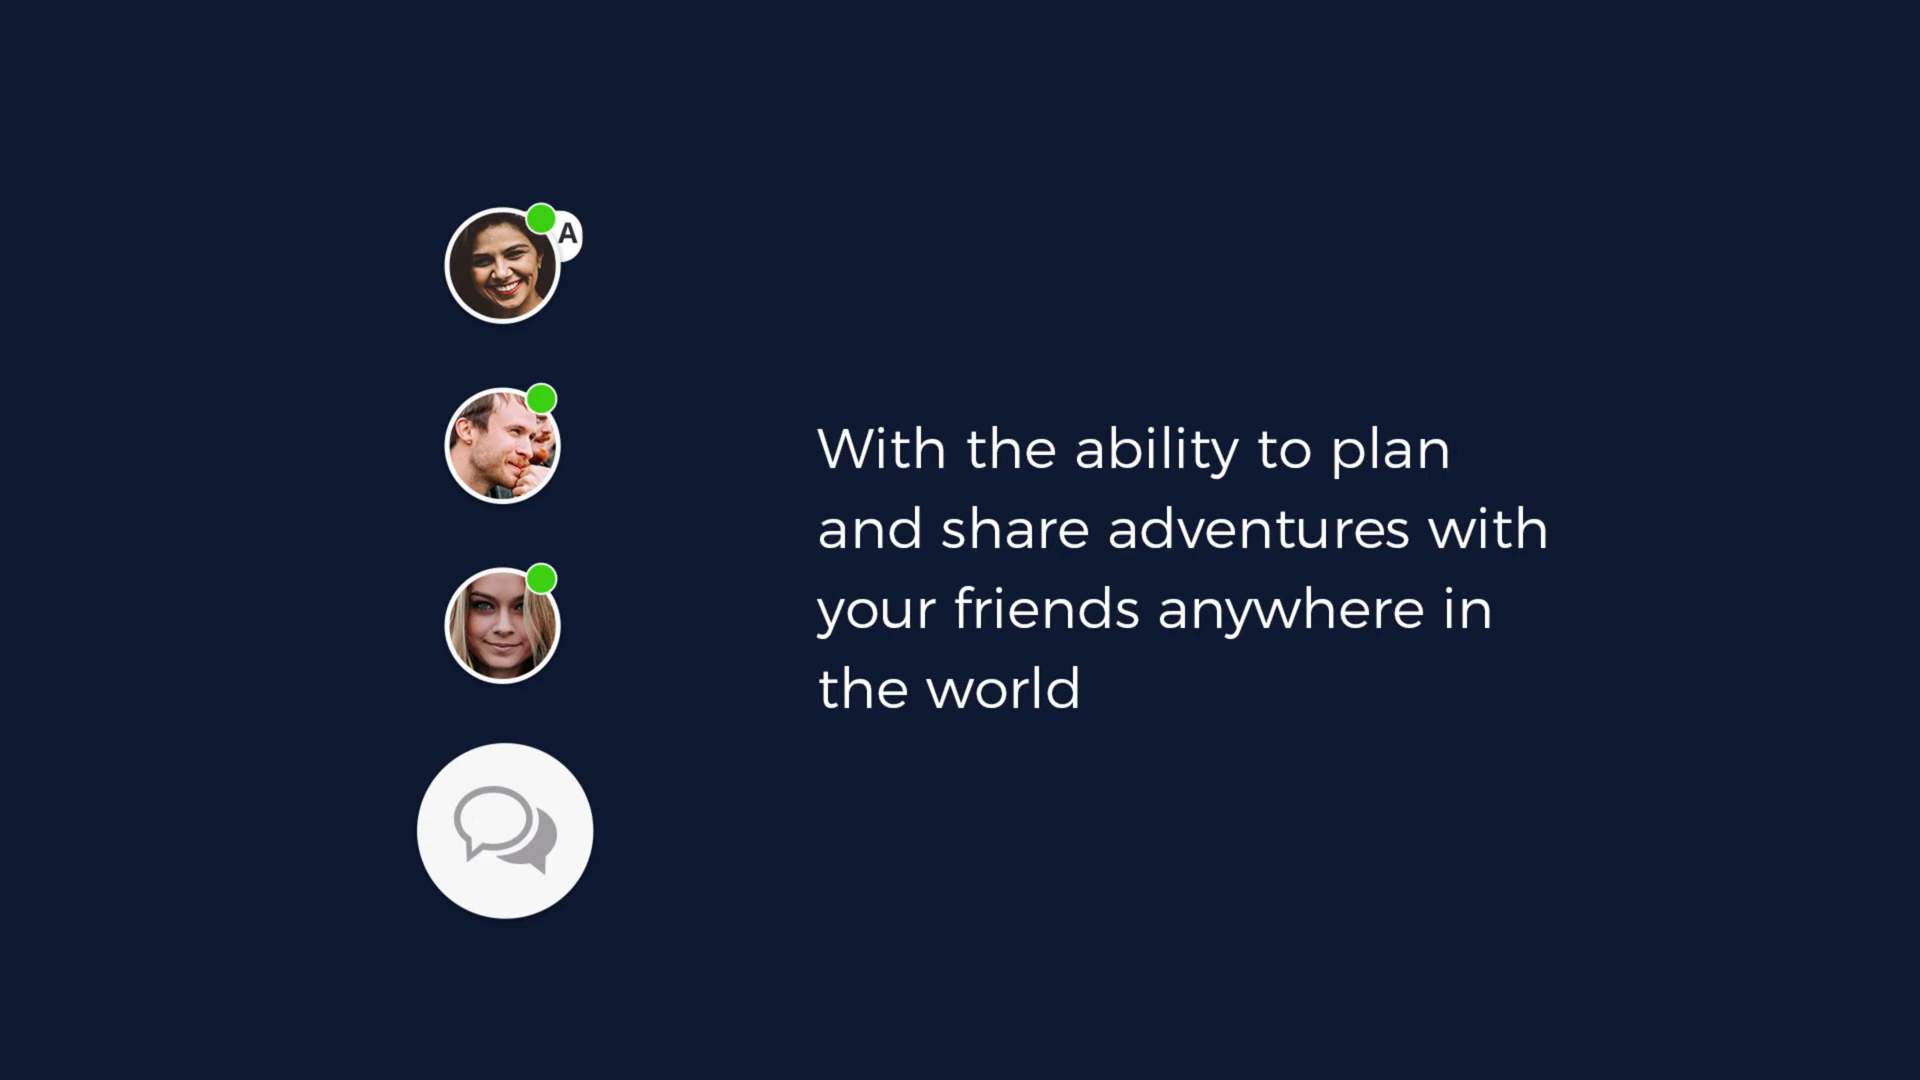 A
With the ability to plan
and share adventures with
your friends anywhere in
the world